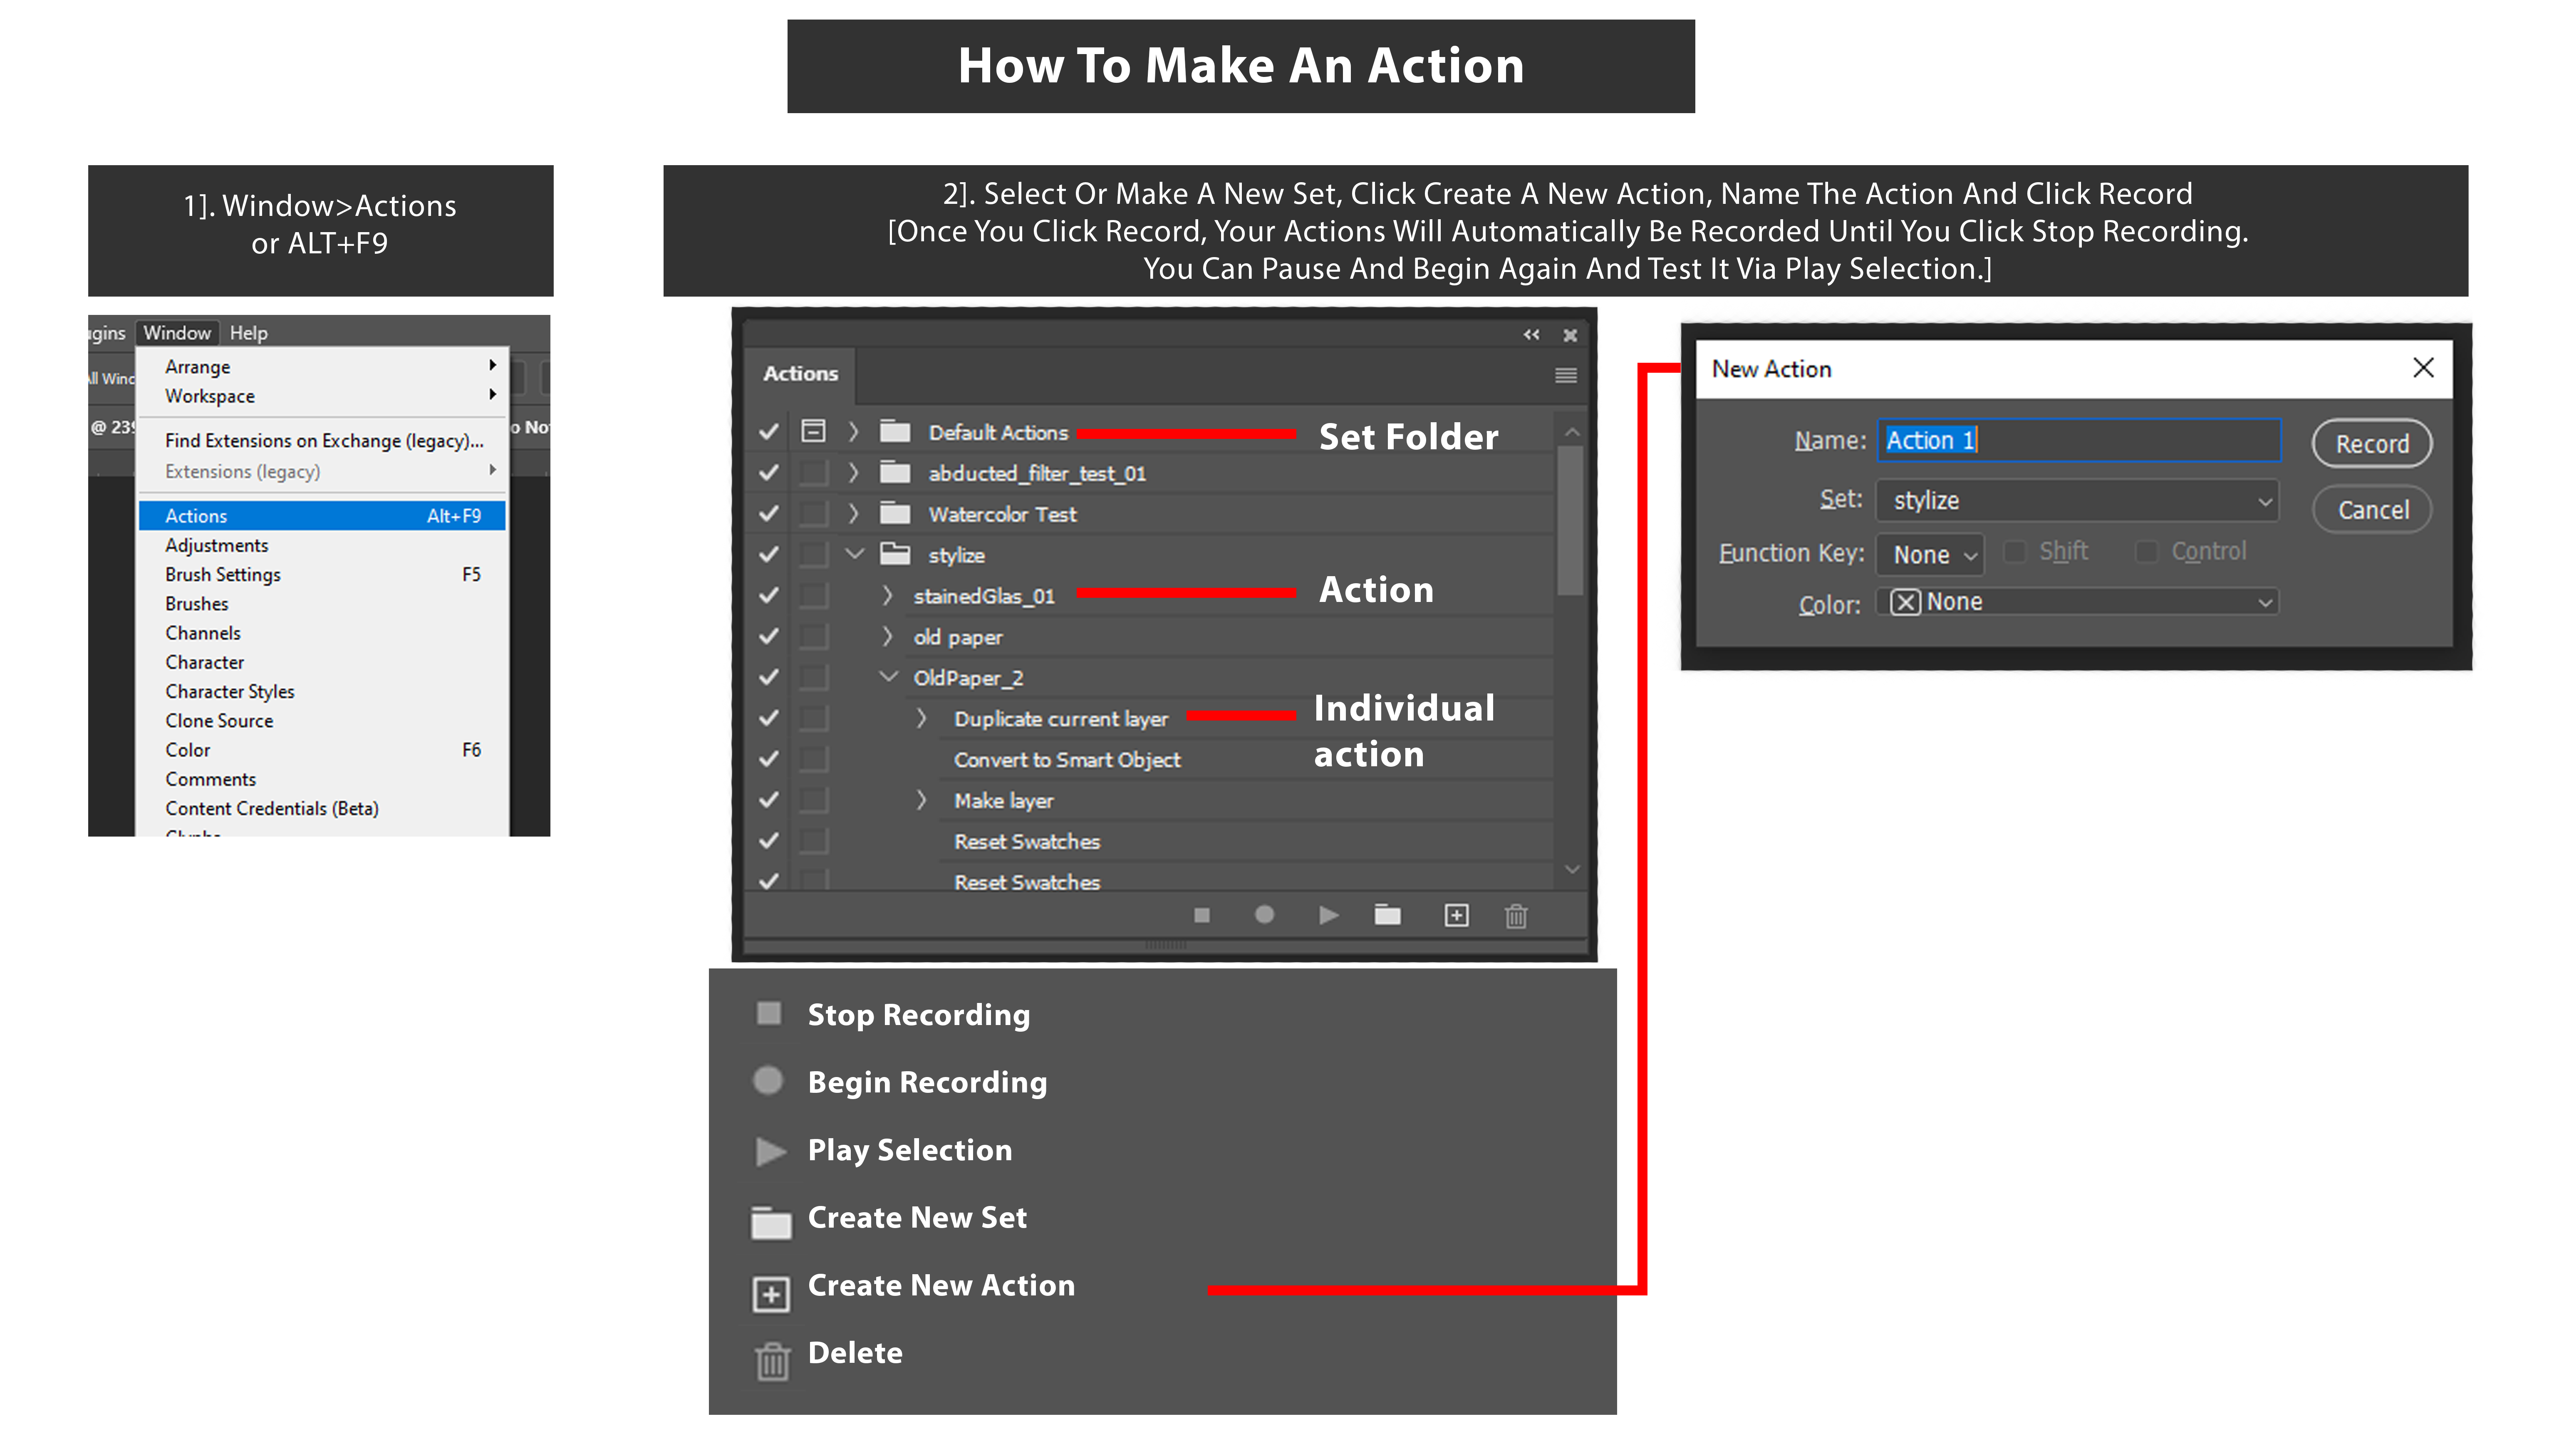 How To Make An Action
1]. Window>Actions
or ALT+F9
2]. Select Or Make A New Set, Click Create A New Action, Name The Action And Click Record
[Once You Click Record, Your Actions Will Automatically Be Recorded Until You Click Stop Recording.
You Can Pause And Begin Again And Test It Via Play Selection.]
Window Help
Arrange
Workspace
@ 239
Find Extensions on Exchange (legacy)...
Extensions (legacy)
Actions Alt+F9
Adjustments
Brush Settings F5
Brushes
Channels
Character
Character Styles
Clone Source
Color F6
Comments
Content Credentials (Beta)
Actions
Default Actions Set Folder
abducted_filter_test_01
Watercolor Test
stylize
stainedGlas_01 Action
old paper
OldPaper_2
Duplicate current layer Individual
action
Convert to Smart Object
Make layer
Reset Swatches
Reset Swatches
Stop Recording
Begin Recording
Play Selection
Create New Set
Create New Action
Delete
New Action
Name: Action 1 Record
Set: stylize Cancel
Function Key: None Shift Control
Color: None